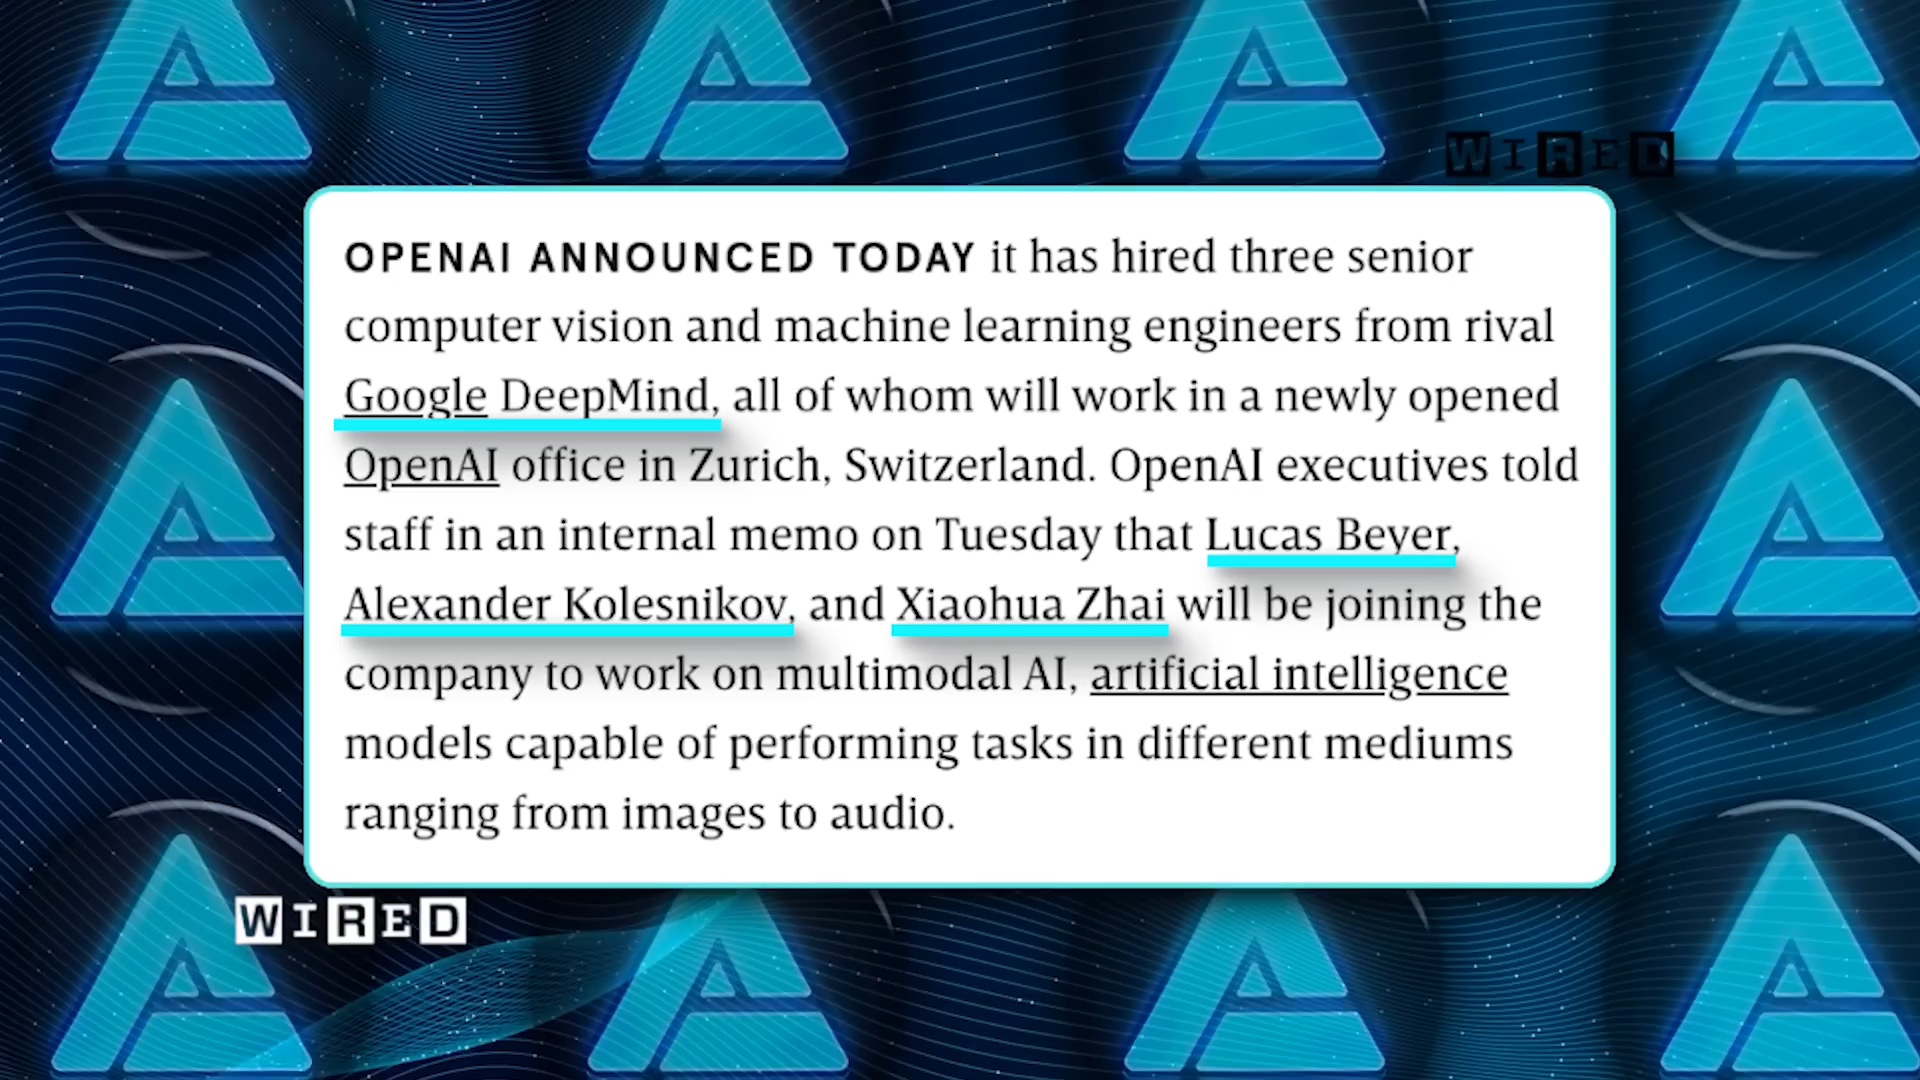 WIRED
OPENAI ANNOUNCED TODAY it has hired three senior
computer vision and machine learning engineers from rival
Google DeepMind, all of whom will work in a newly opened
OpenAI office in Zurich, Switzerland. OpenAI executives told
staff in an internal memo on Tuesday that Lucas Beyer,
Alexander Kolesnikov, and Xiaohua Zhai will be joining the
company to work on multimodal AI, artificial intelligence
models capable of performing tasks in different mediums
ranging from images to audio.
WIRED